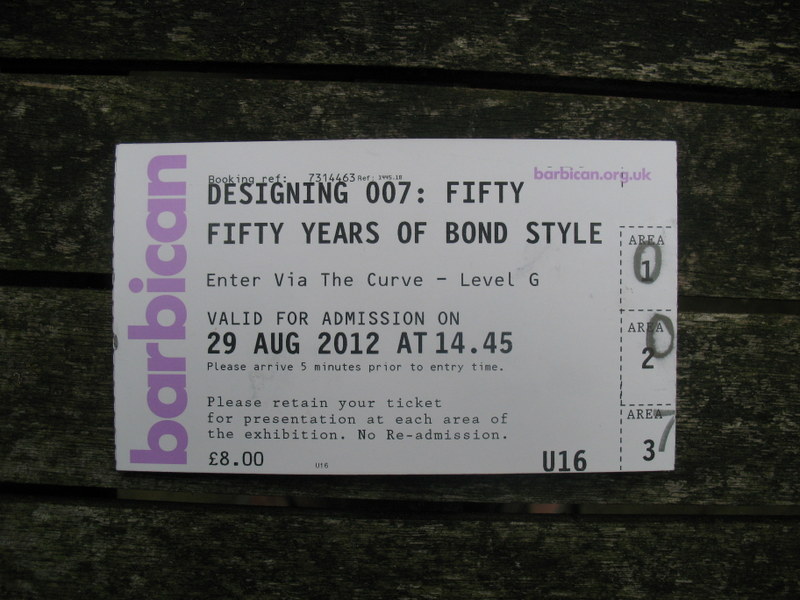 barbican
Booking ref: 7314463
barbican.org.uk
DESIGNING 007: FIFTY
FIFTY YEARS OF BOND STYLE
Enter Via The Curve - Level G
VALID FOR ADMISSION ON
29 AUG 2012 AT 14.45
Please arrive 5 minutes prior to entry time.
Please retain your ticket
for presentation at each area of
the exhibition. No Re-admission.
£8.00
U16
U16
AREA
1
0
AREA
2
0
AREA
3
7